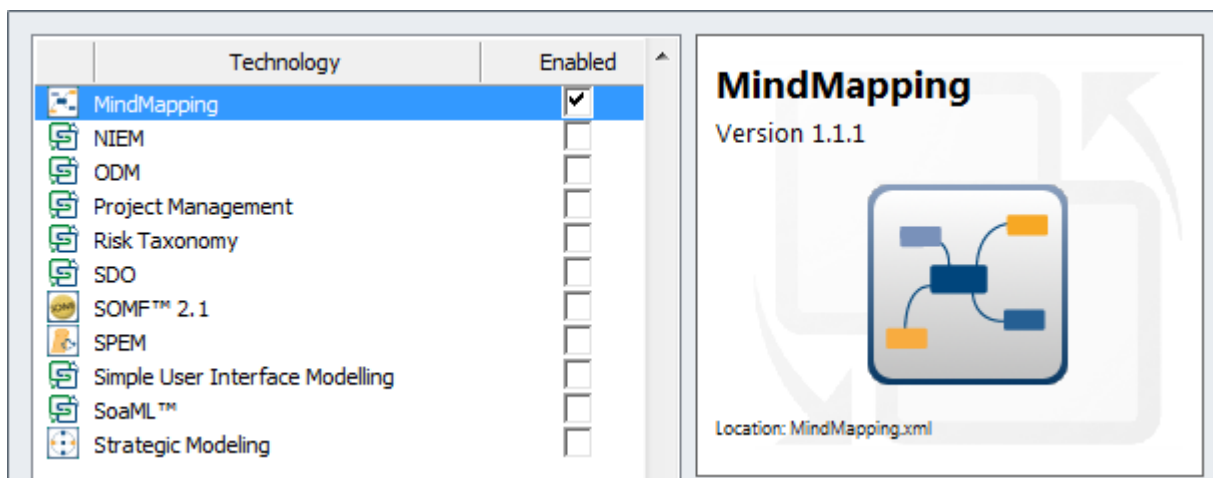 Technology Enabled
MindMapping
NIEM
ODM
Project Management
Risk Taxonomy
SDO
SOMF™ 2.1
SPEM
Simple User Interface Modelling
SoaML™
Strategic Modeling
MindMapping
Version 1.1.1
Location: MindMapping.xml